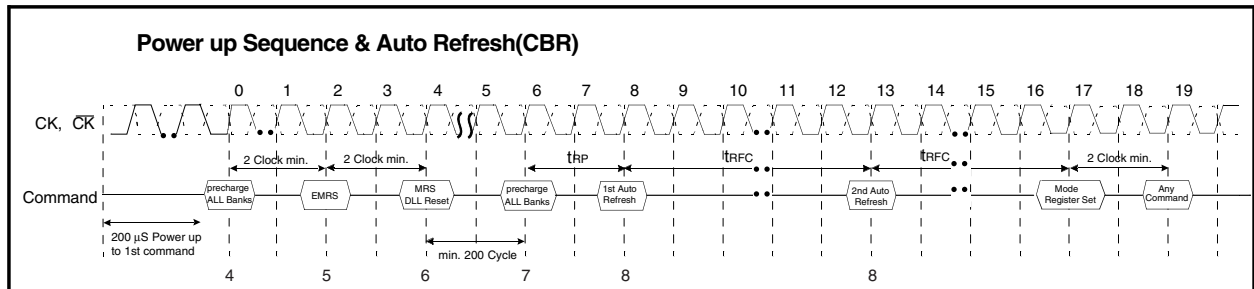 Power up Sequence & Auto Refresh(CBR)
0 1 2 3 4 5 6 7 8 9 10 11 12 13 14 15 16 17 18 19
CK, C̅K̅
2 Clock min. 2 Clock min. tRP tRFC tRFC 2 Clock min.
Command
precharge
ALL Banks
EMRS
MRS
DLL Reset
precharge
ALL Banks
1st Auto
Refresh
2nd Auto
Refresh
Mode
Register Set
Any
Command
200 µS Power up
to 1st command
min. 200 Cycle
4 5 6 7 8 8